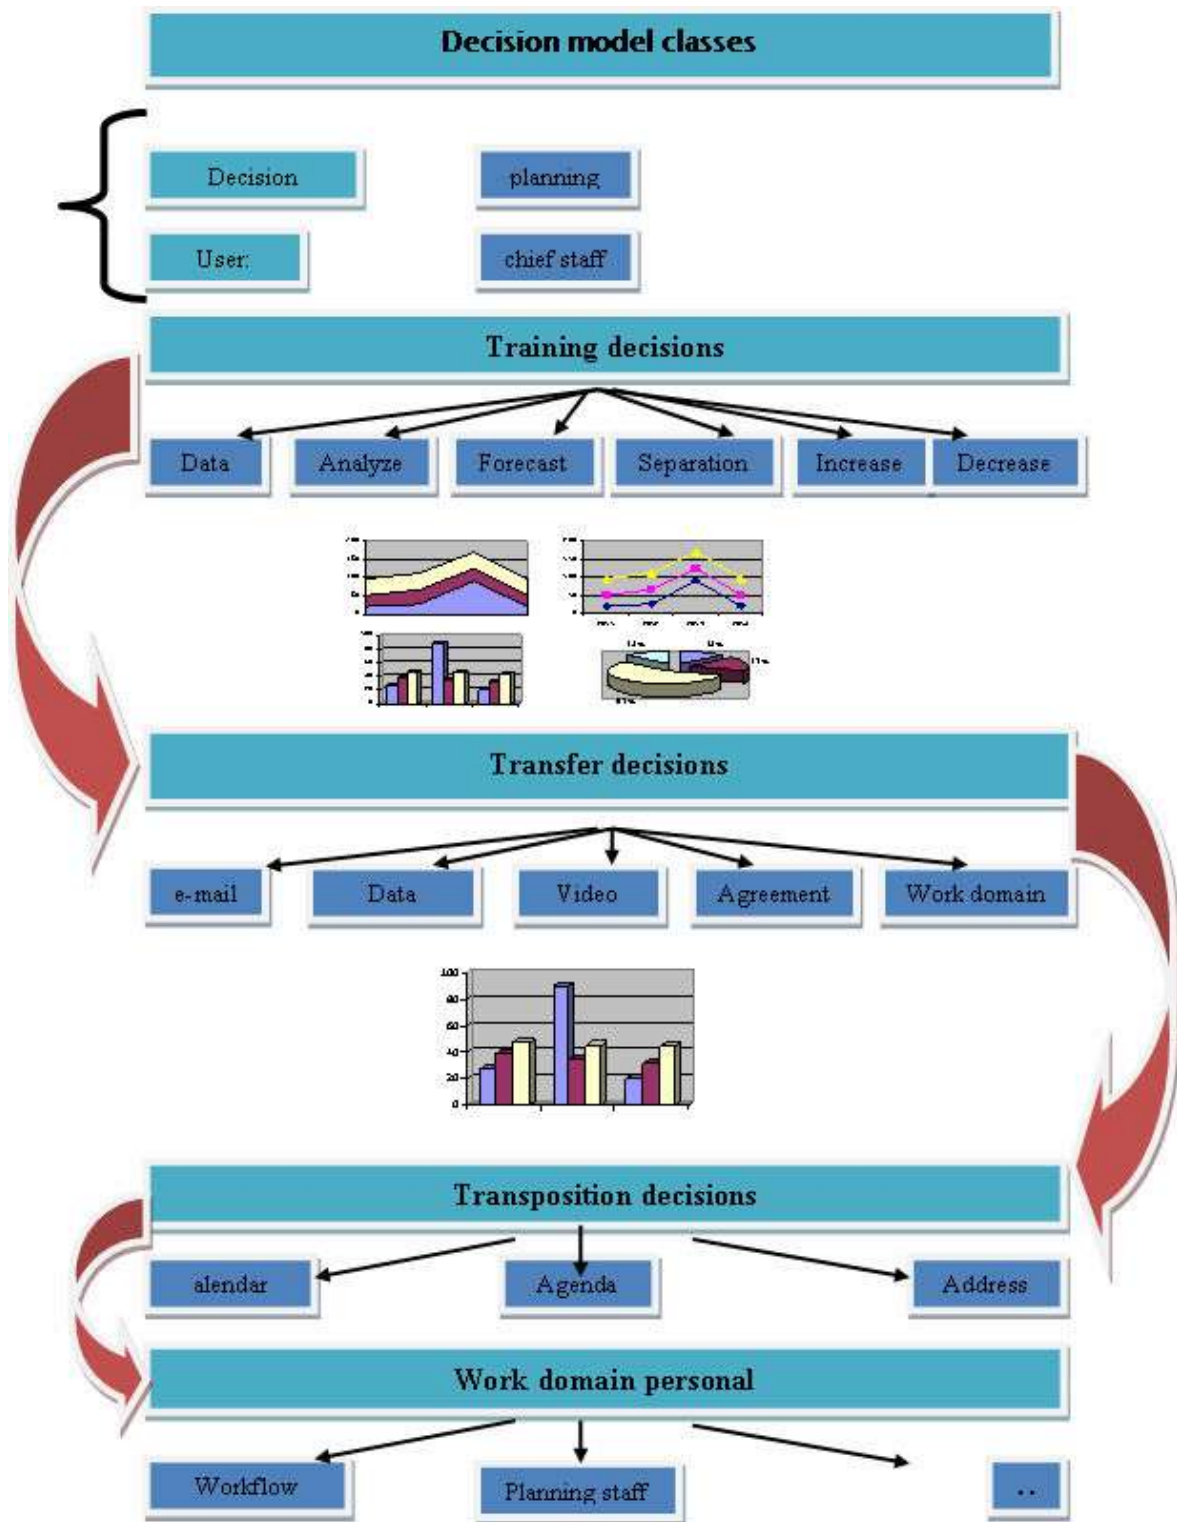 Decision model classes
Decision
planning
User:
chief staff
Training decisions
Data
Analyze
Forecast
Separation
Increase
Decrease
Transfer decisions
e-mail
Data
Video
Agreement
Work domain
100
80
60
40
20
0
Transposition decisions
alendar
Agenda
Address
Work domain personal
Workflow
Planning staff
..